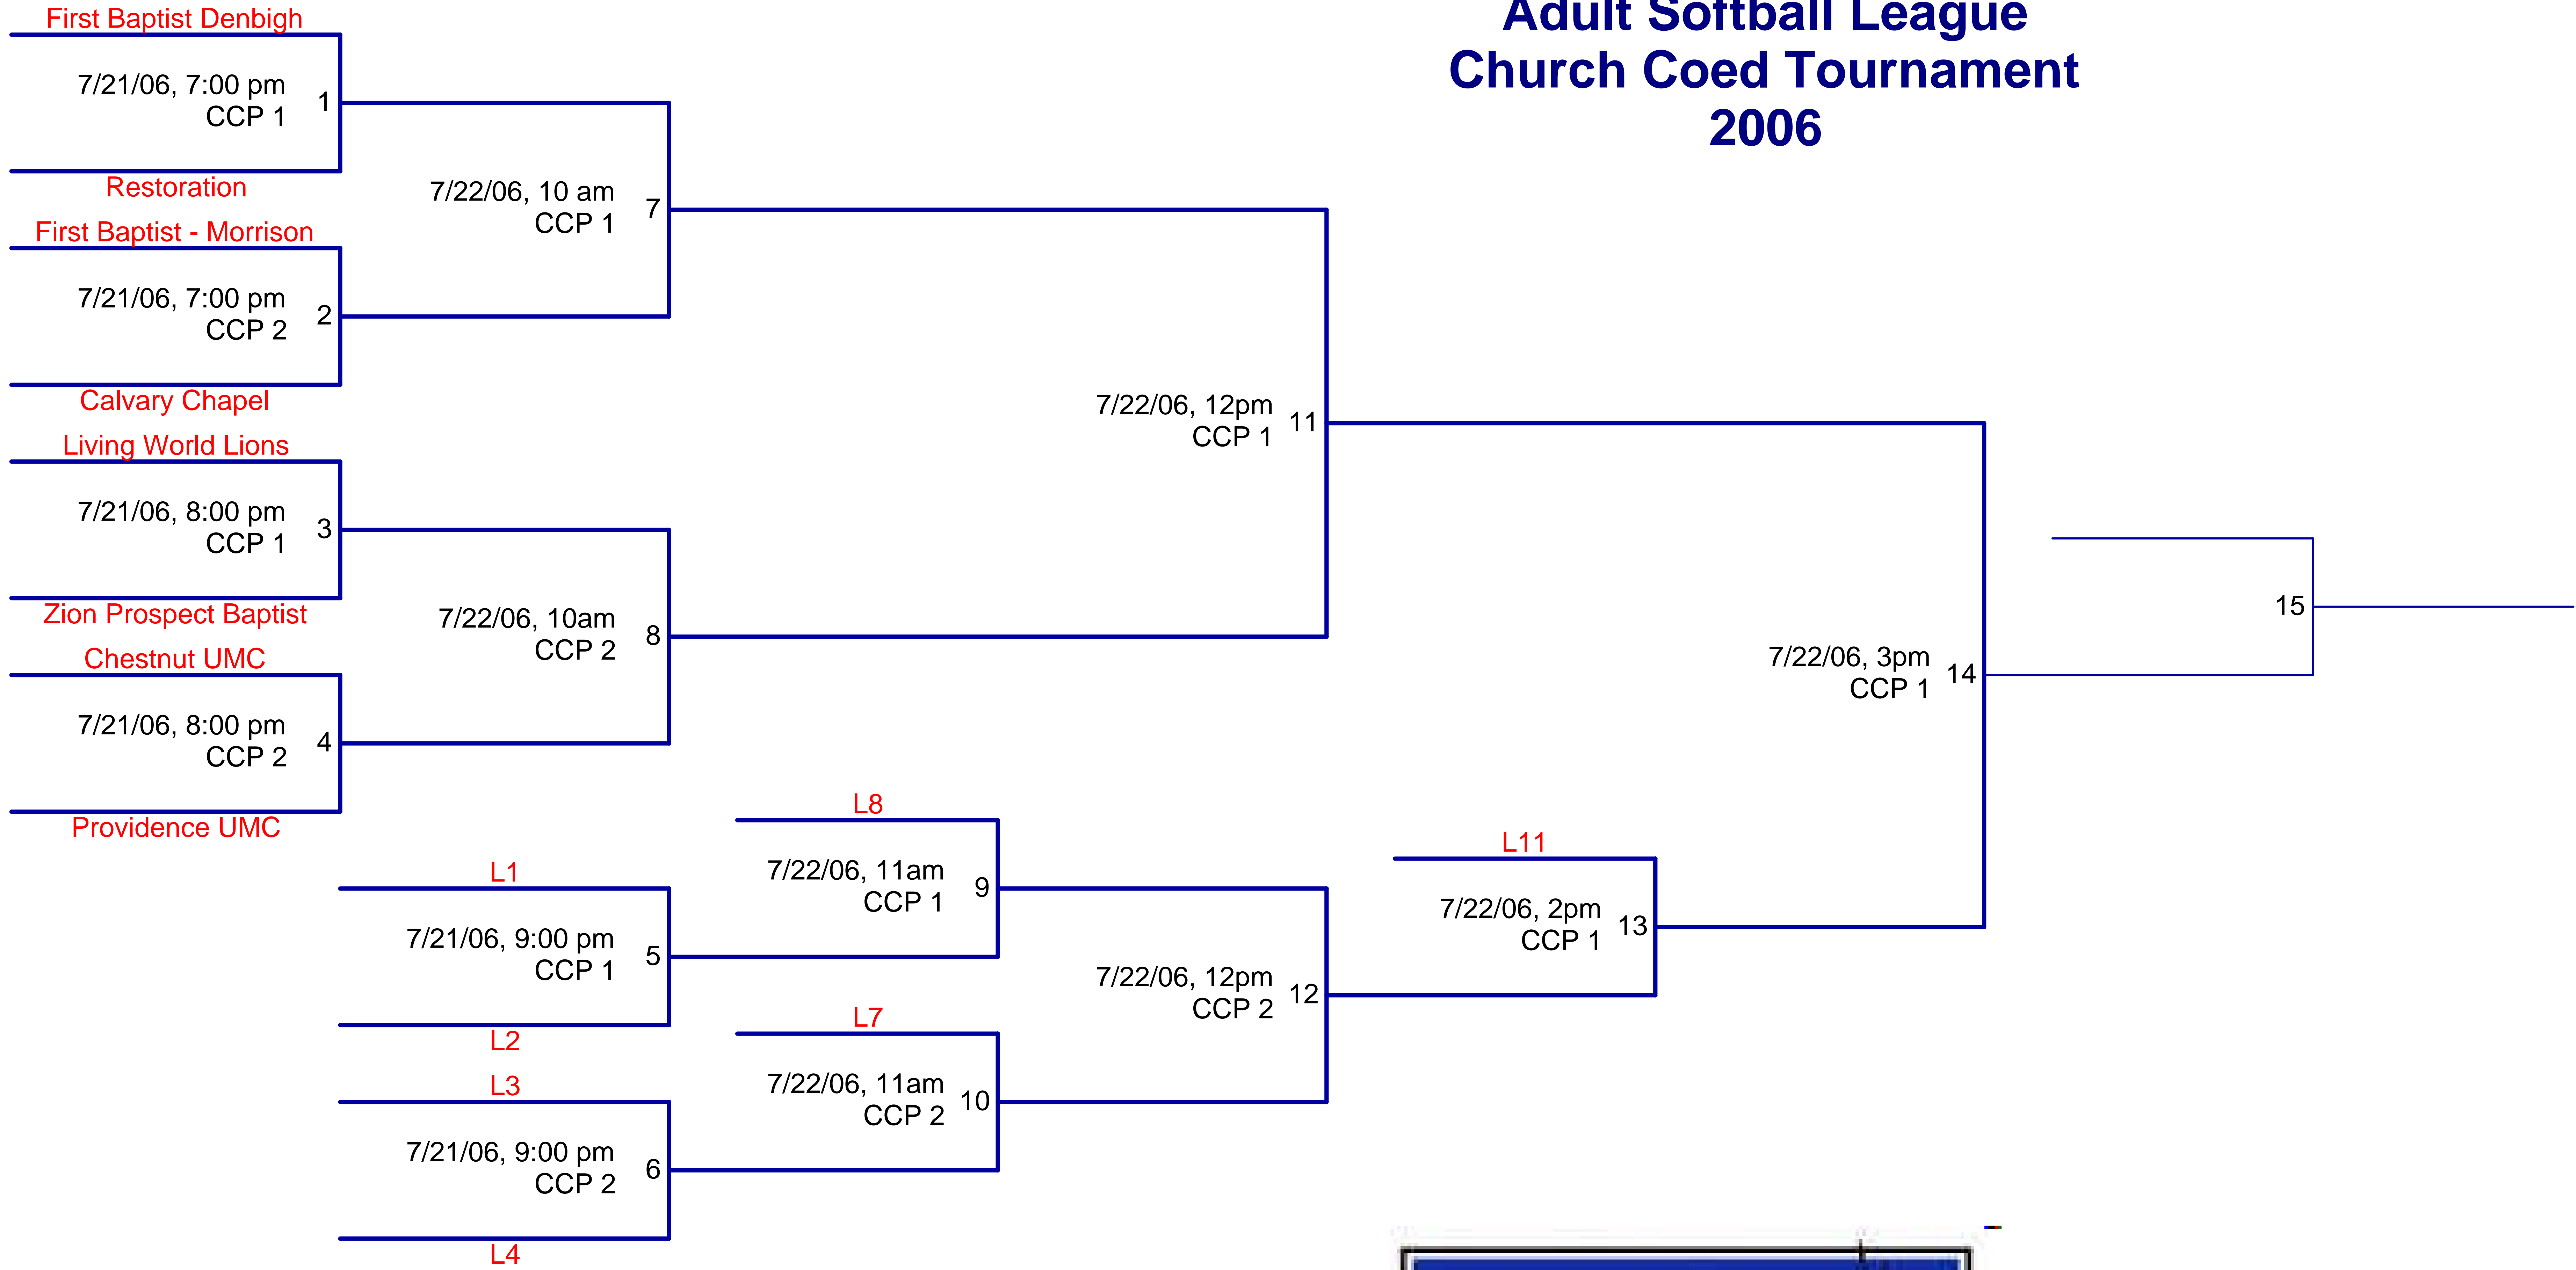 Adult Softball League
Church Coed Tournament
2006
First Baptist Denbigh
7/21/06, 7:00 pm
CCP 1
1
Restoration
First Baptist - Morrison
7/21/06, 7:00 pm
CCP 2
2
Calvary Chapel
Living World Lions
7/21/06, 8:00 pm
CCP 1
3
Zion Prospect Baptist
Chestnut UMC
7/21/06, 8:00 pm
CCP 2
4
Providence UMC
L1
7/21/06, 9:00 pm
CCP 1
5
L2
L3
7/21/06, 9:00 pm
CCP 2
6
L4
7/22/06, 10 am
CCP 1
7
7/22/06, 10am
CCP 2
8
L8
7/22/06, 11am
CCP 1
9
L7
7/22/06, 11am
CCP 2
10
7/22/06, 12pm
CCP 1
11
7/22/06, 12pm
CCP 2
12
L11
7/22/06, 2pm
CCP 1
13
7/22/06, 3pm
CCP 1
14
15